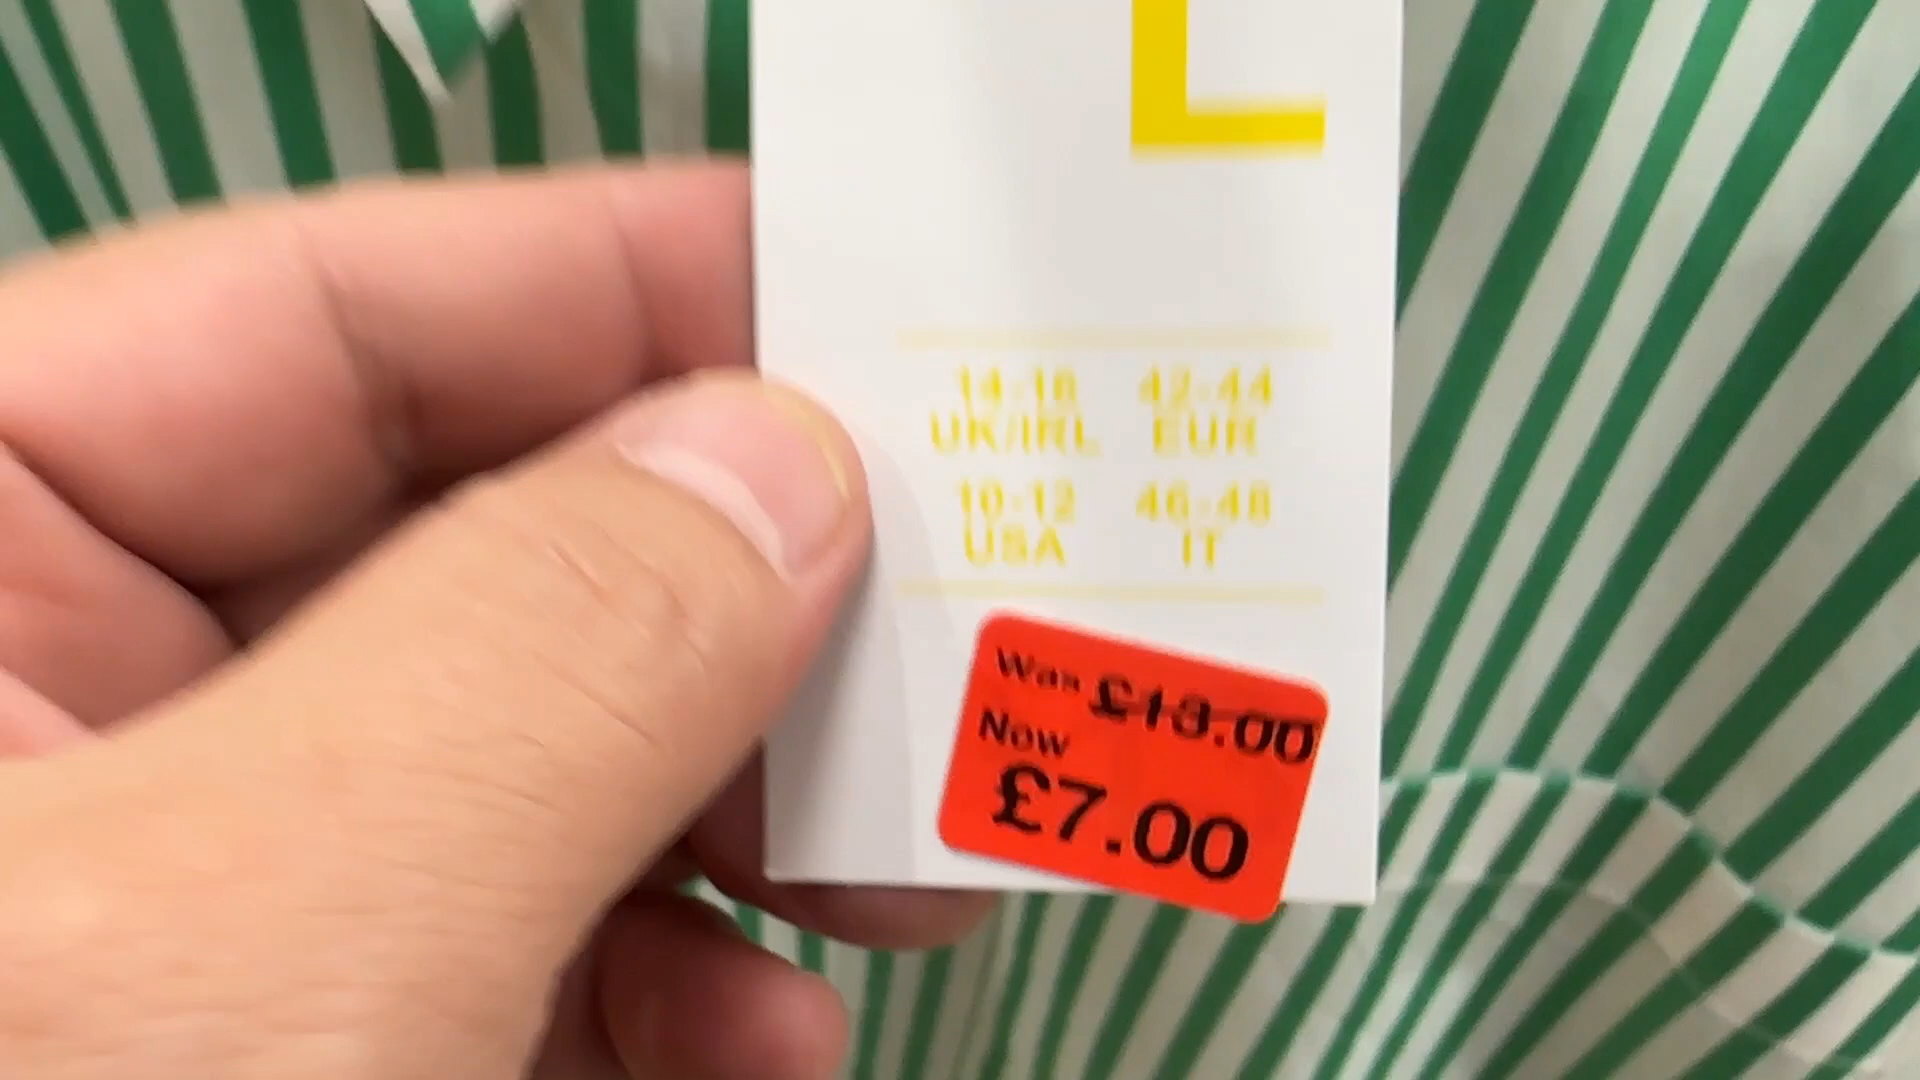 L
14-16 42-44
UK/IRL EUR
10-12 46-48
USA IT
Was £13.00
Now
£7.00